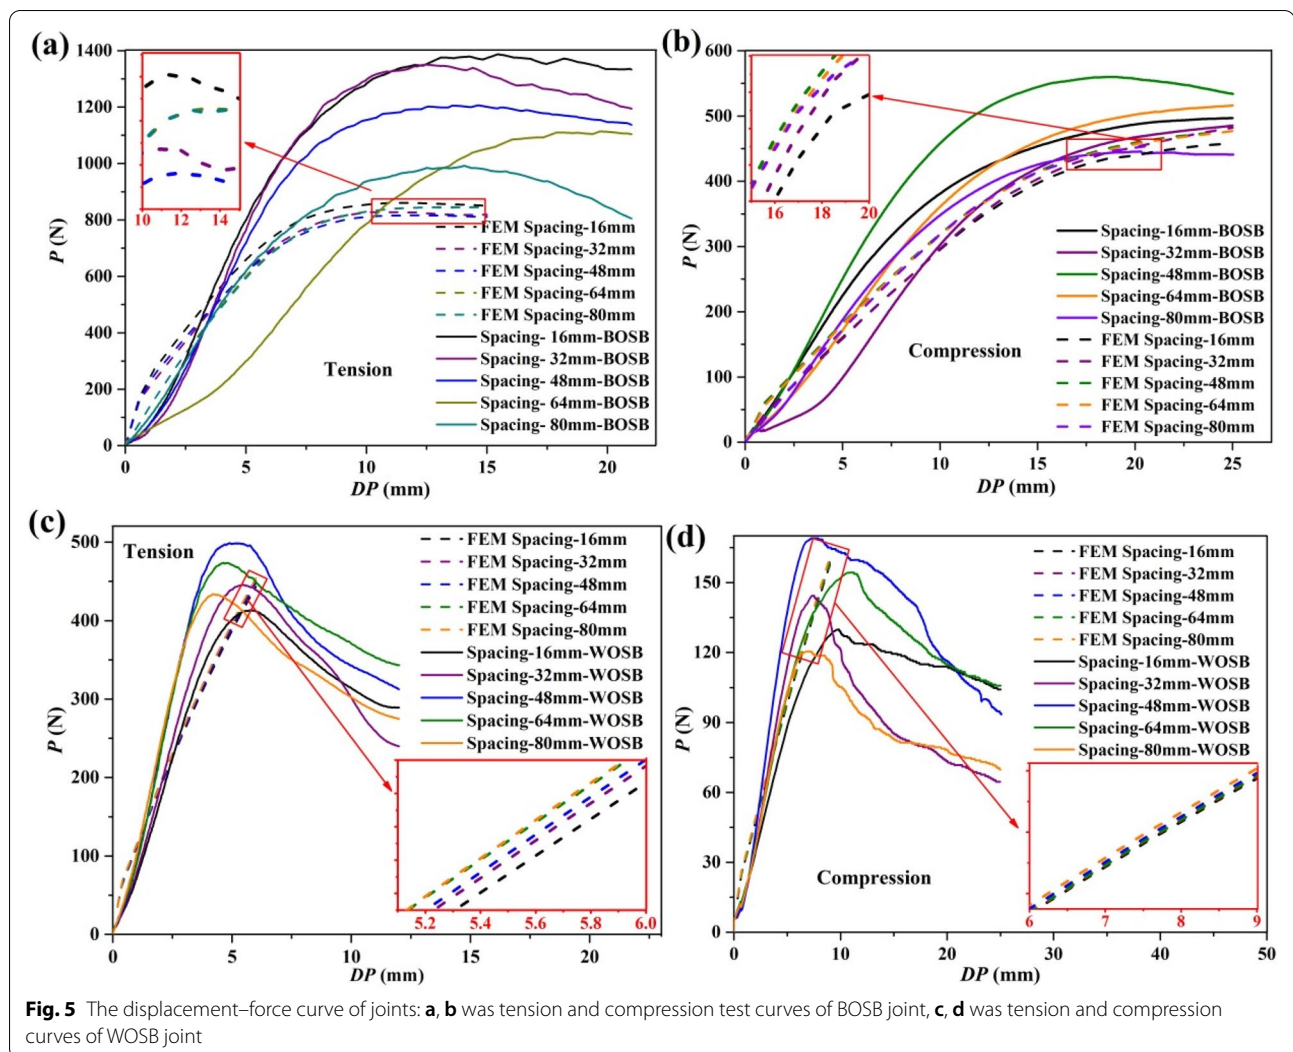 (a)
1400
1200
1000
800
600
400
200
0
P (N)
0 5 10 15 20
DP (mm)
10 12 14
Tension
FEM Spacing-16mm
FEM Spacing-32mm
FEM Spacing-48mm
FEM Spacing-64mm
FEM Spacing-80mm
Spacing- 16mm-BOSB
Spacing- 32mm-BOSB
Spacing- 48mm-BOSB
Spacing- 64mm-BOSB
Spacing- 80mm-BOSB
(b)
600
500
400
300
200
100
0
P (N)
0 5 10 15 20 25
DP (mm)
15 16 17 18 19 20
Compression
Spacing-16mm-BOSB
Spacing-32mm-BOSB
Spacing-48mm-BOSB
Spacing-64mm-BOSB
Spacing-80mm-BOSB
FEM Spacing-16mm
FEM Spacing-32mm
FEM Spacing-48mm
FEM Spacing-64mm
FEM Spacing-80mm
(c)
Tension
500
400
300
200
100
0
P (N)
0 5 10 15 20
DP (mm)
FEM Spacing-16mm
FEM Spacing-32mm
FEM Spacing-48mm
FEM Spacing-64mm
FEM Spacing-80mm
Spacing-16mm-WOSB
Spacing-32mm-WOSB
Spacing-48mm-WOSB
Spacing-64mm-WOSB
Spacing-80mm-WOSB
5.2 5.4 5.6 5.8 6.0
(d)
150
120
90
60
30
0
P (N)
0 10 20 30 40 50
DP (mm)
Compression
FEM Spacing-16mm
FEM Spacing-32mm
FEM Spacing-48mm
FEM Spacing-64mm
FEM Spacing-80mm
Spacing-16mm-WOSB
Spacing-32mm-WOSB
Spacing-48mm-WOSB
Spacing-64mm-WOSB
Spacing-80mm-WOSB
6 7 8 9
Fig. 5 The displacement–force curve of joints: a, b was tension and compression test curves of BOSB joint, c, d was tension and compression
curves of WOSB joint